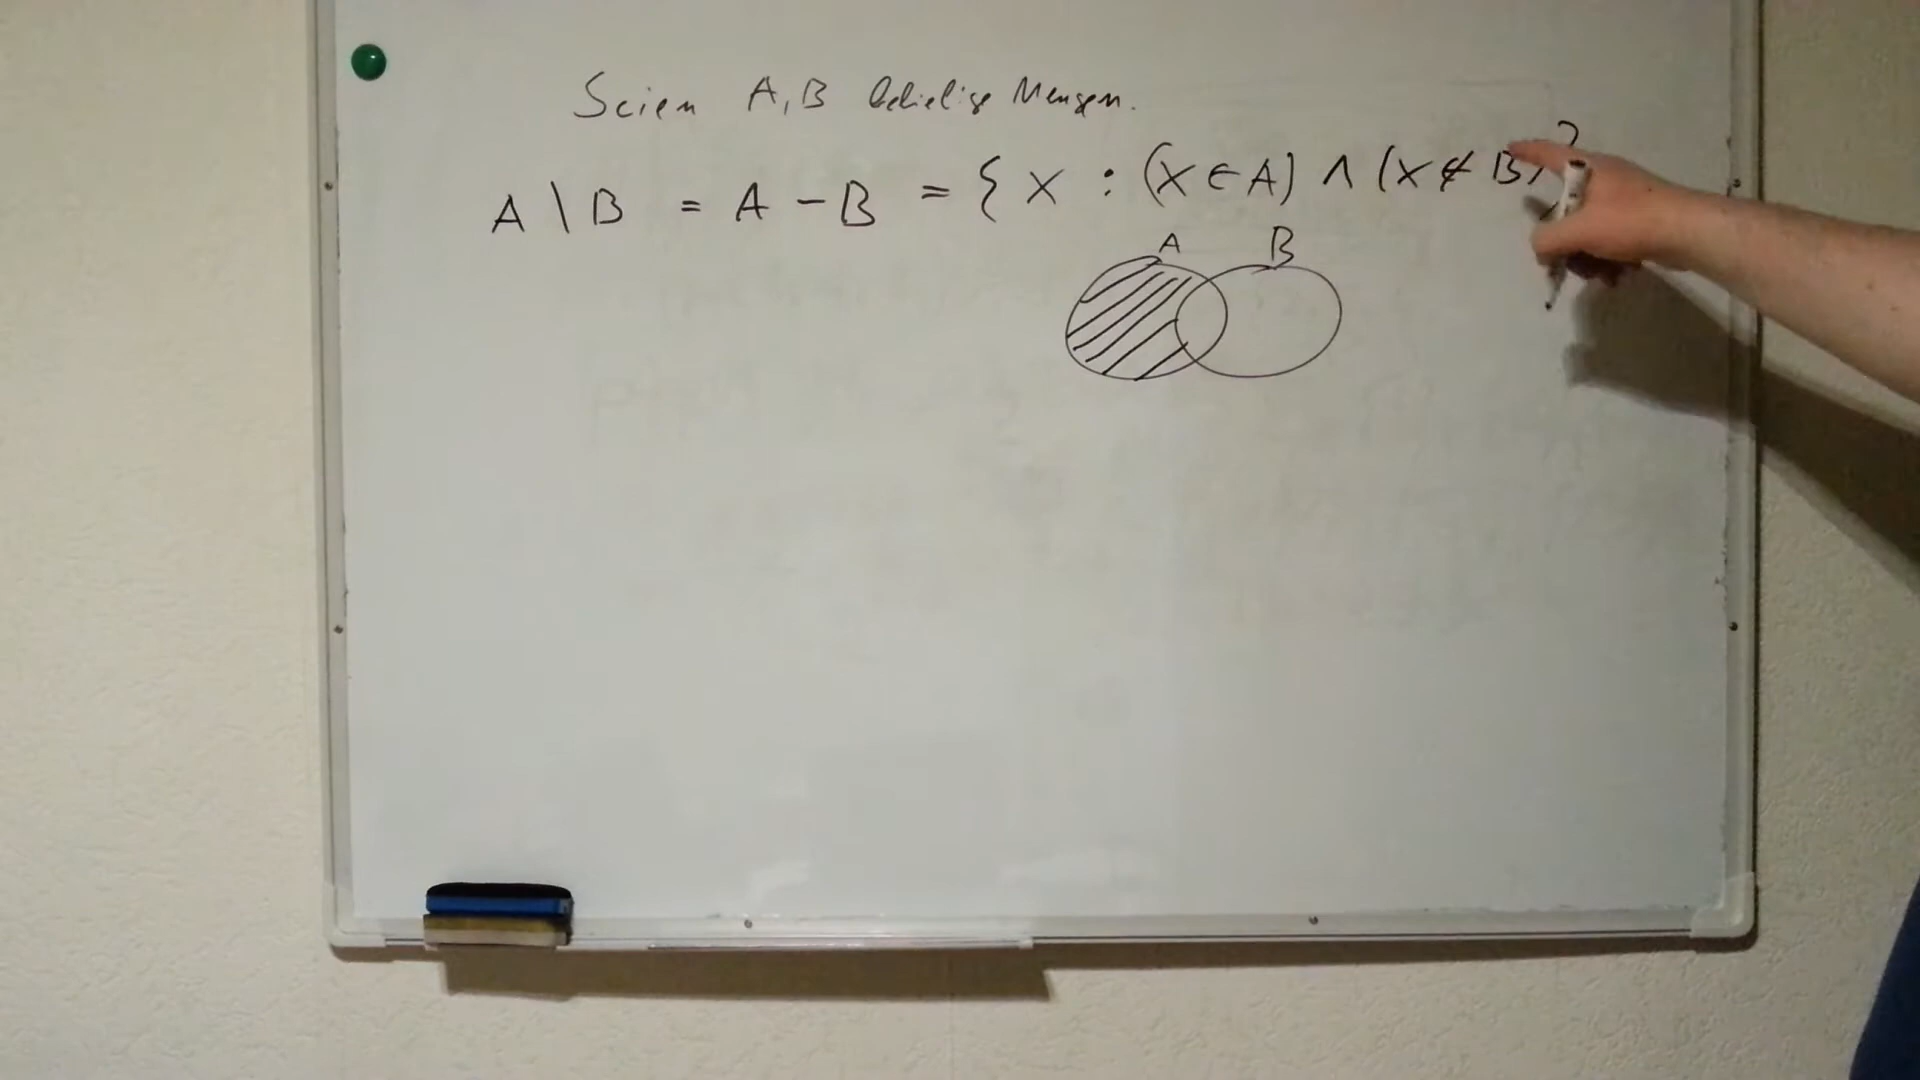 Seien A, B beliebige Mengen.
A \ B = A - B = { x : (x ∈ A) ∧ (x ∉ B) }
A B